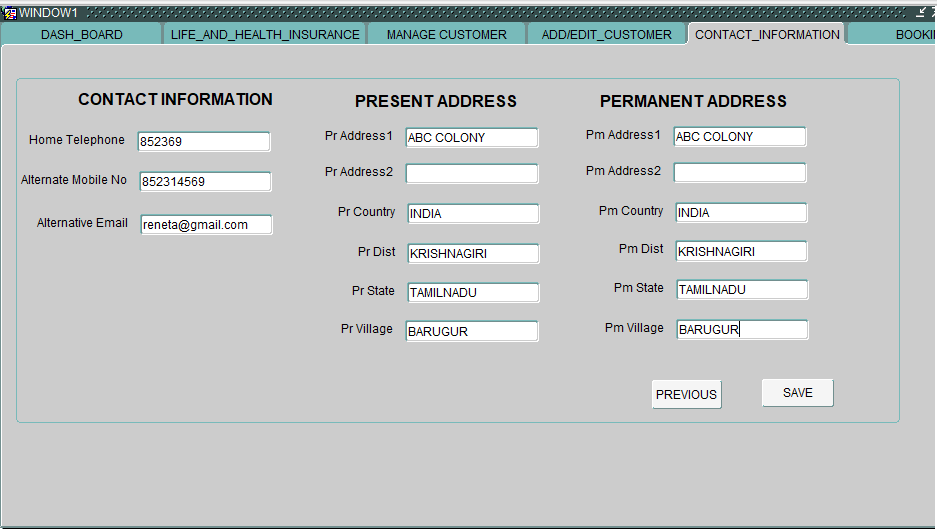 WINDOW1
DASH_BOARD LIFE_AND_HEALTH_INSURANCE MANAGE CUSTOMER ADD/EDIT_CUSTOMER CONTACT_INFORMATION
CONTACT INFORMATION
Home Telephone 852369
Alternate Mobile No 852314569
Alternative Email reneta@gmail.com
PRESENT ADDRESS
Pr Address1 ABC COLONY
Pr Address2
Pr Country INDIA
Pr Dist KRISHNAGIRI
Pr State TAMILNADU
Pr Village BARUGUR
PERMANENT ADDRESS
Pm Address1 ABC COLONY
Pm Address2
Pm Country INDIA
Pm Dist KRISHNAGIRI
Pm State TAMILNADU
Pm Village BARUGUR
PREVIOUS SAVE